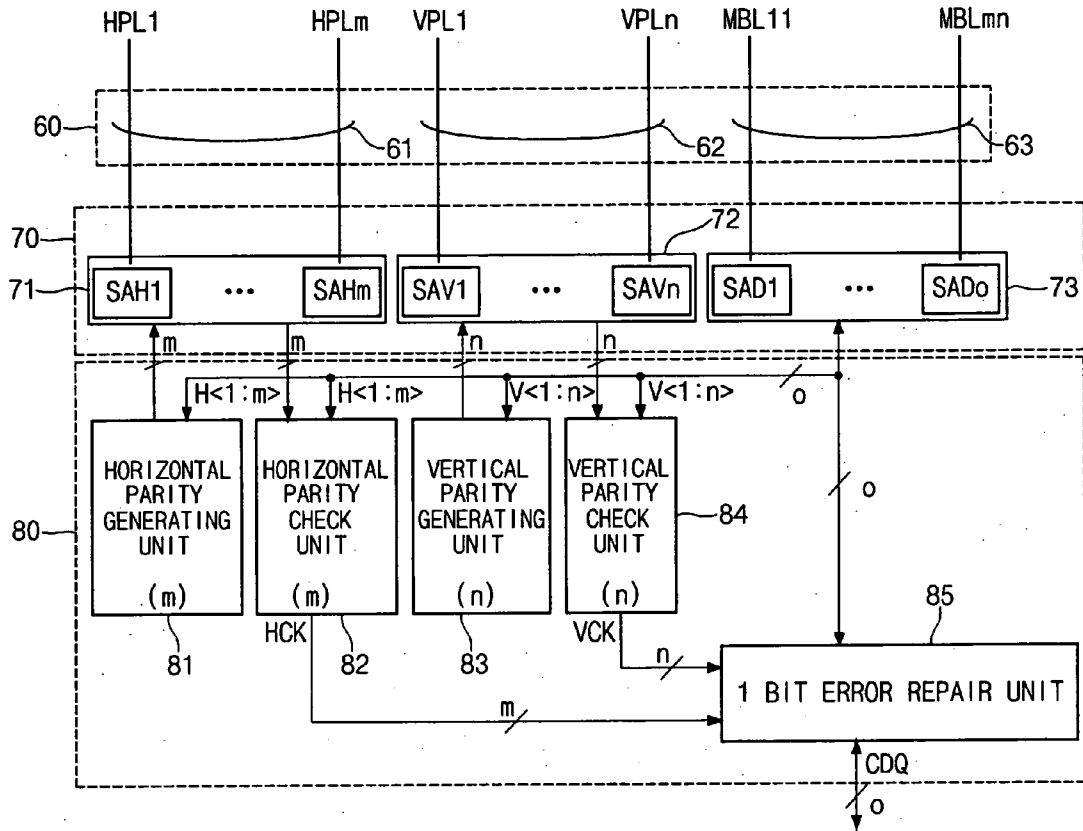 HPL1 HPLm VPL1 VPLn MBL11 MBLmn
60
61 62 63
70
72
71 SAH1 ... SAHm SAV1 ... SAVn SAD1 ... SADo 73
m m n n
H<1:m> H<1:m> V<1:n> V<1:n> o
HORIZONTAL
PARITY
GENERATING
UNIT
(m)
HORIZONTAL
PARITY
CHECK
UNIT
(m)
VERTICAL
PARITY
GENERATING
UNIT
(n)
VERTICAL
PARITY
CHECK
UNIT
(n)
84
o
80
81
HCK
82
83
VCK
85
n
m
1 BIT ERROR REPAIR UNIT
CDQ
o